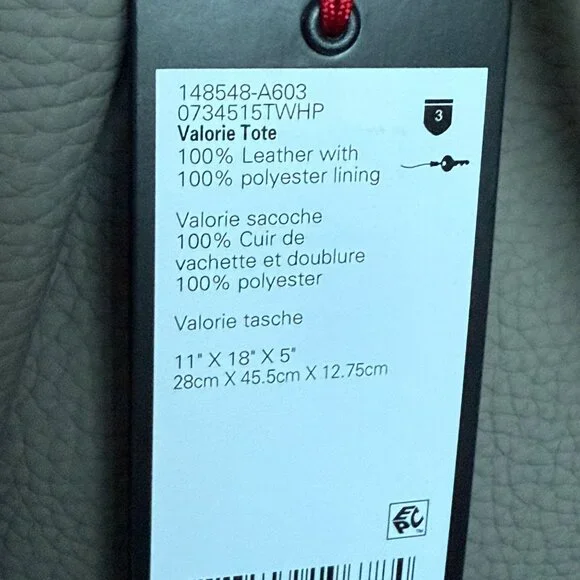 148548-A603
0734515TWHP
3
Valorie Tote
100% Leather with
100% polyester lining
Valorie sacoche
100% Cuir de
vachette et doublure
100% polyester
Valorie tasche
11" X 18" X 5"
28cm X 45.5cm X 12.75cm
EPC